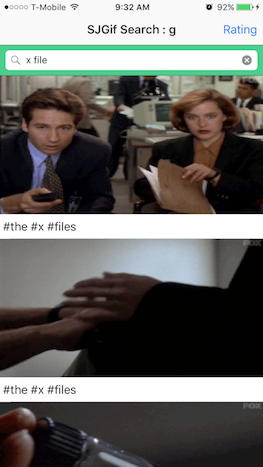 T-Mobile 9:32 AM 92%
SJGif Search : g Rating
x file
#the #x #files
FOX
#the #x #files
FOX